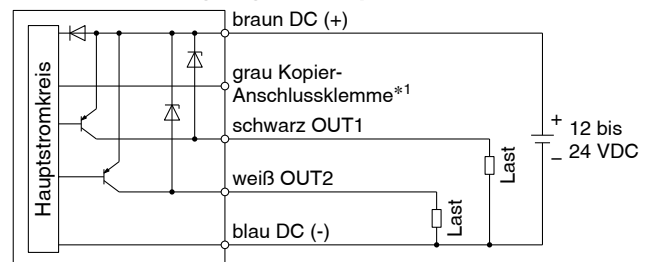 braun DC (+)
Hauptstromkreis
grau Kopier-
Anschlussklemme*1
schwarz OUT1
+ 12 bis
− 24 VDC
Last
weiß OUT2
Last
blau DC (-)